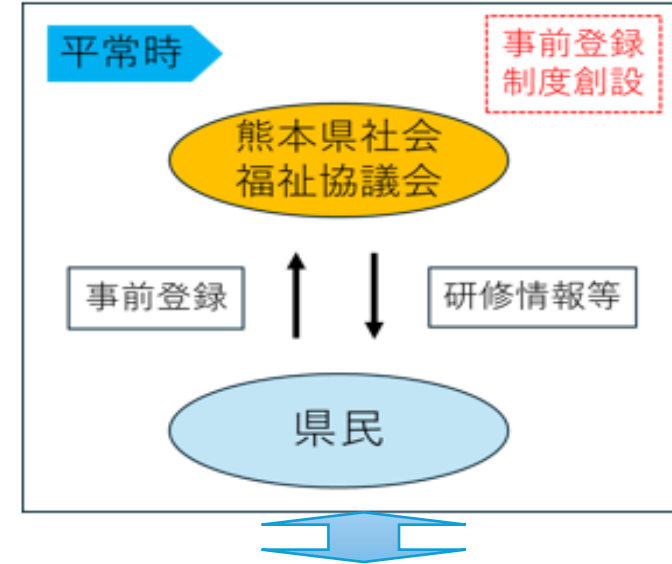 平常時
事前登録
制度創設
熊本県社会
福祉協議会
事前登録
研修情報等
県民